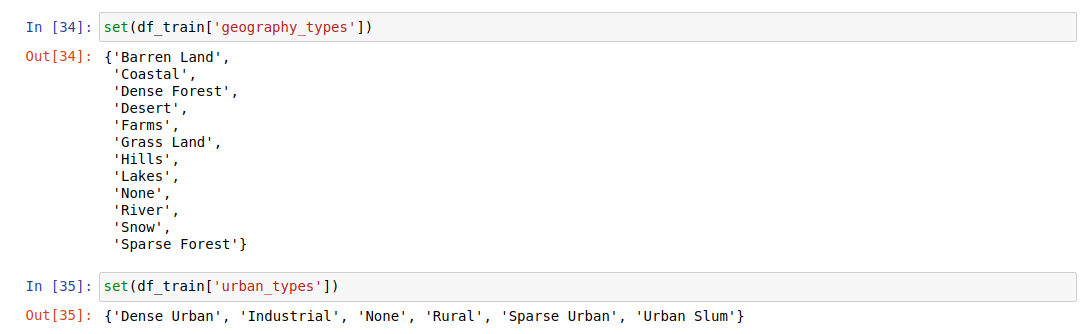 In [34]: set(df_train['geography_types'])
Out[34]: {'Barren Land',
'Coastal',
'Dense Forest',
'Desert',
'Farms',
'Grass Land',
'Hills',
'Lakes',
'None',
'River',
'Snow',
'Sparse Forest'}
In [35]: set(df_train['urban_types'])
Out[35]: {'Dense Urban', 'Industrial', 'None', 'Rural', 'Sparse Urban', 'Urban Slum'}